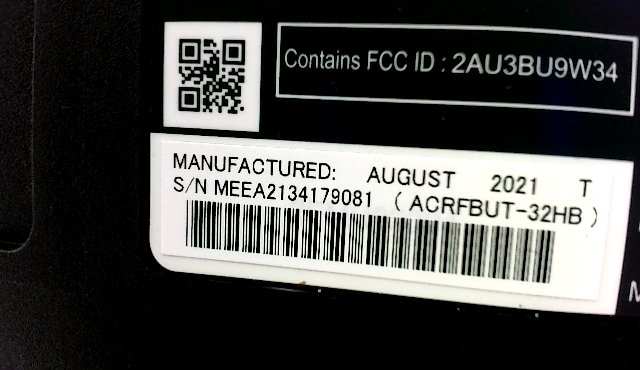 Contains FCC ID : 2AU3BU9W34
MANUFACTURED: AUGUST 2021 T
S/N MEEA2134179081 ( ACRFBUT-32HB )